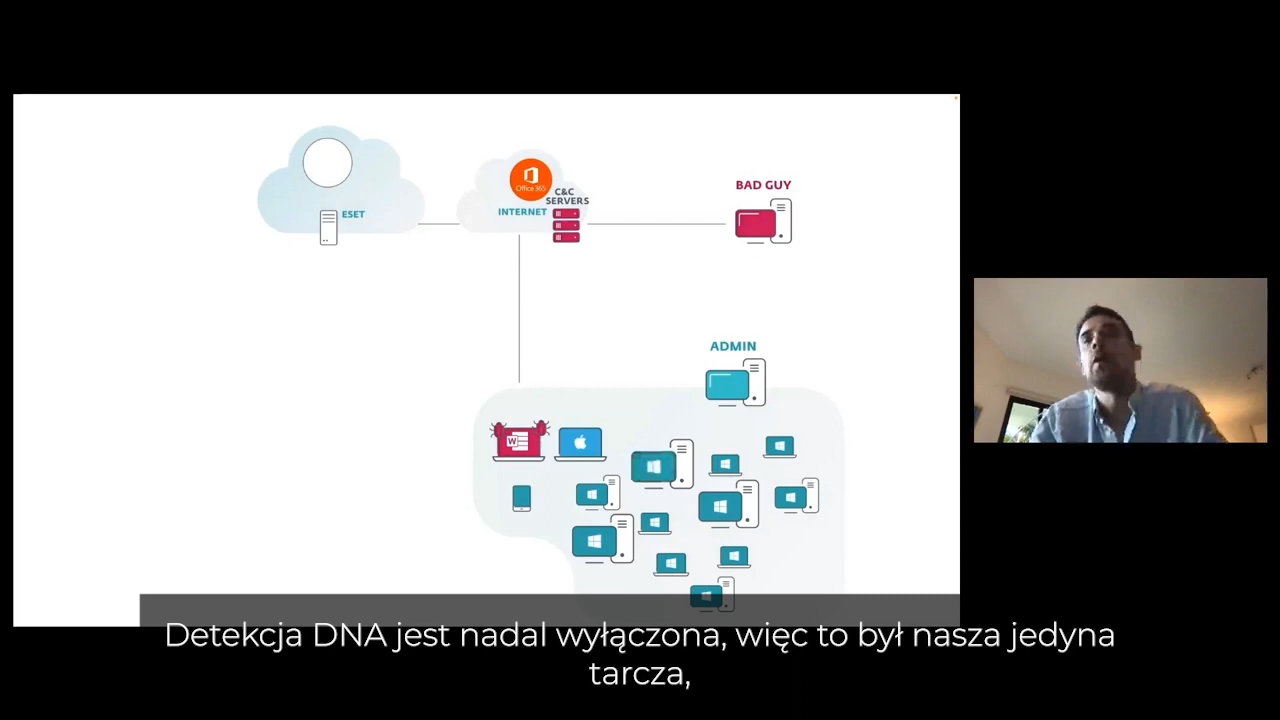 Office 365
C&C
SERVERS
INTERNET
ESET
BAD GUY
ADMIN
W
Detekcja DNA jest nadal wyłączona, więc to był nasza jedyna
tarcza,